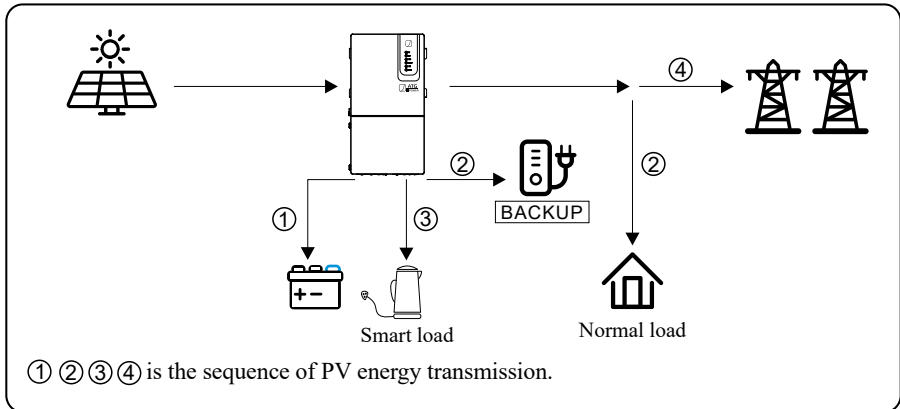 ④
ATG
②
②
BACKUP
①
③
+ −
Smart load
Normal load
① ② ③ ④ is the sequence of PV energy transmission.